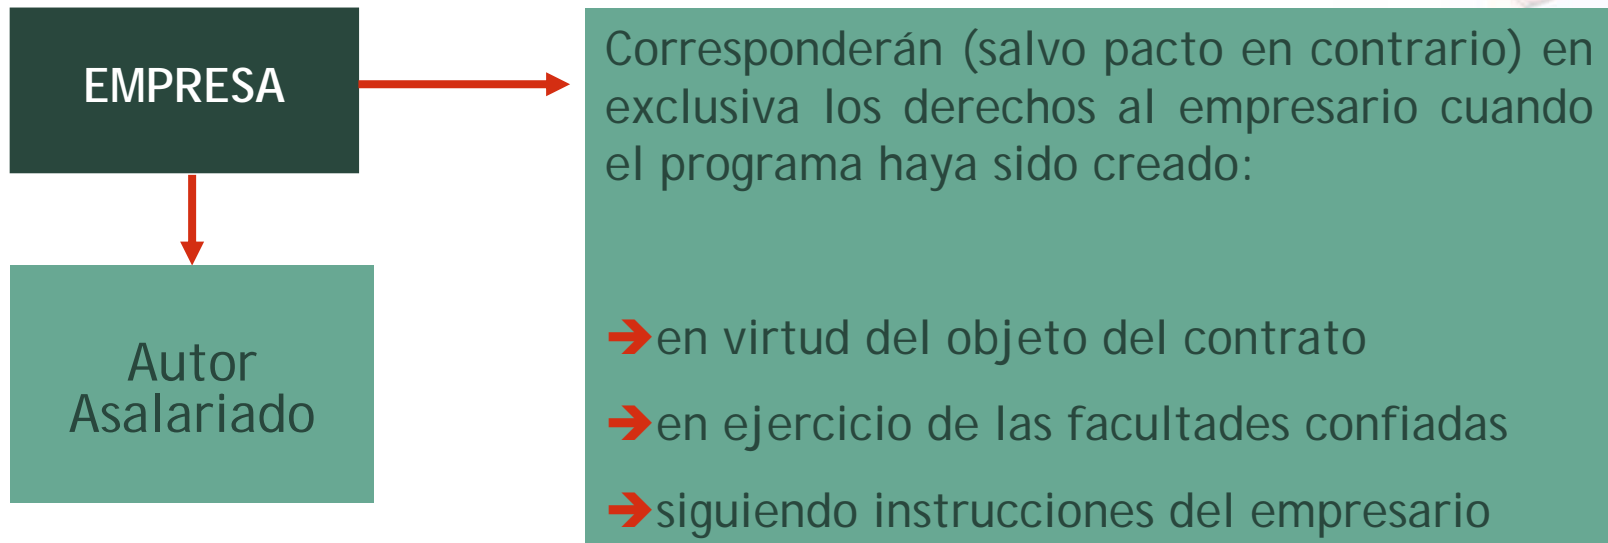 EMPRESA
Autor
Asalariado
Corresponderán (salvo pacto en contrario) en
exclusiva los derechos al empresario cuando
el programa haya sido creado:
➔en virtud del objeto del contrato
➔en ejercicio de las facultades confiadas
➔siguiendo instrucciones del empresario